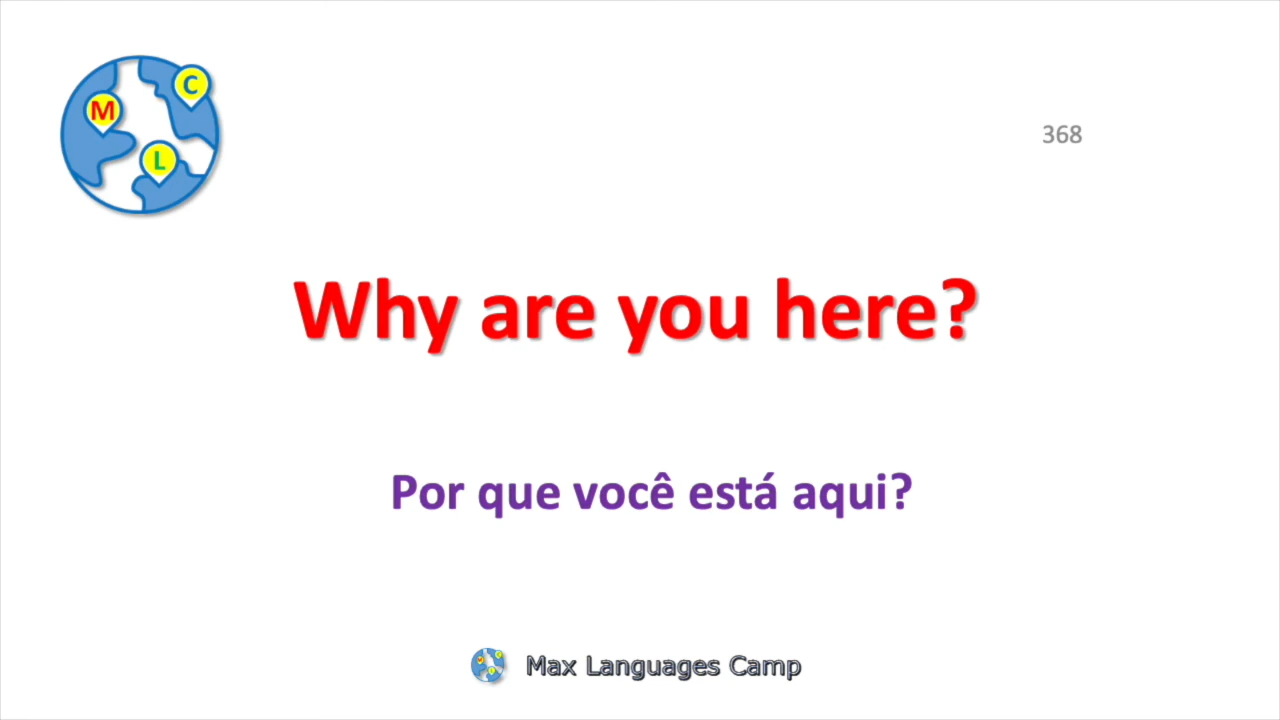 C
M
L
368
Why are you here?
Por que você está aqui?
Max Languages Camp